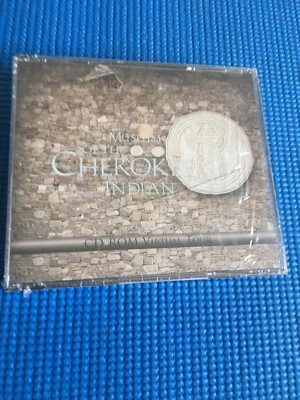 MUSEUM
OF THE
CHEROKEE
INDIAN
CD-ROM VIRTUAL TOUR